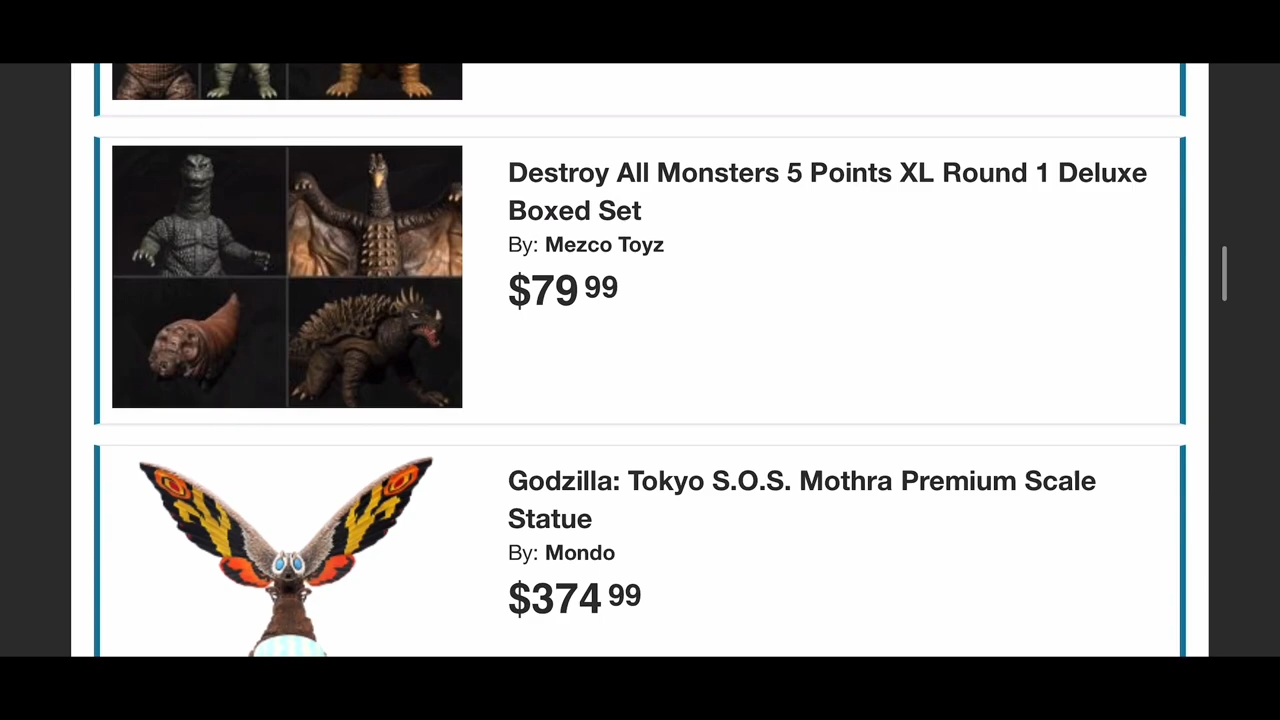 Destroy All Monsters 5 Points XL Round 1 Deluxe
Boxed Set
By: Mezco Toyz
$79 99
Godzilla: Tokyo S.O.S. Mothra Premium Scale
Statue
By: Mondo
$374 99